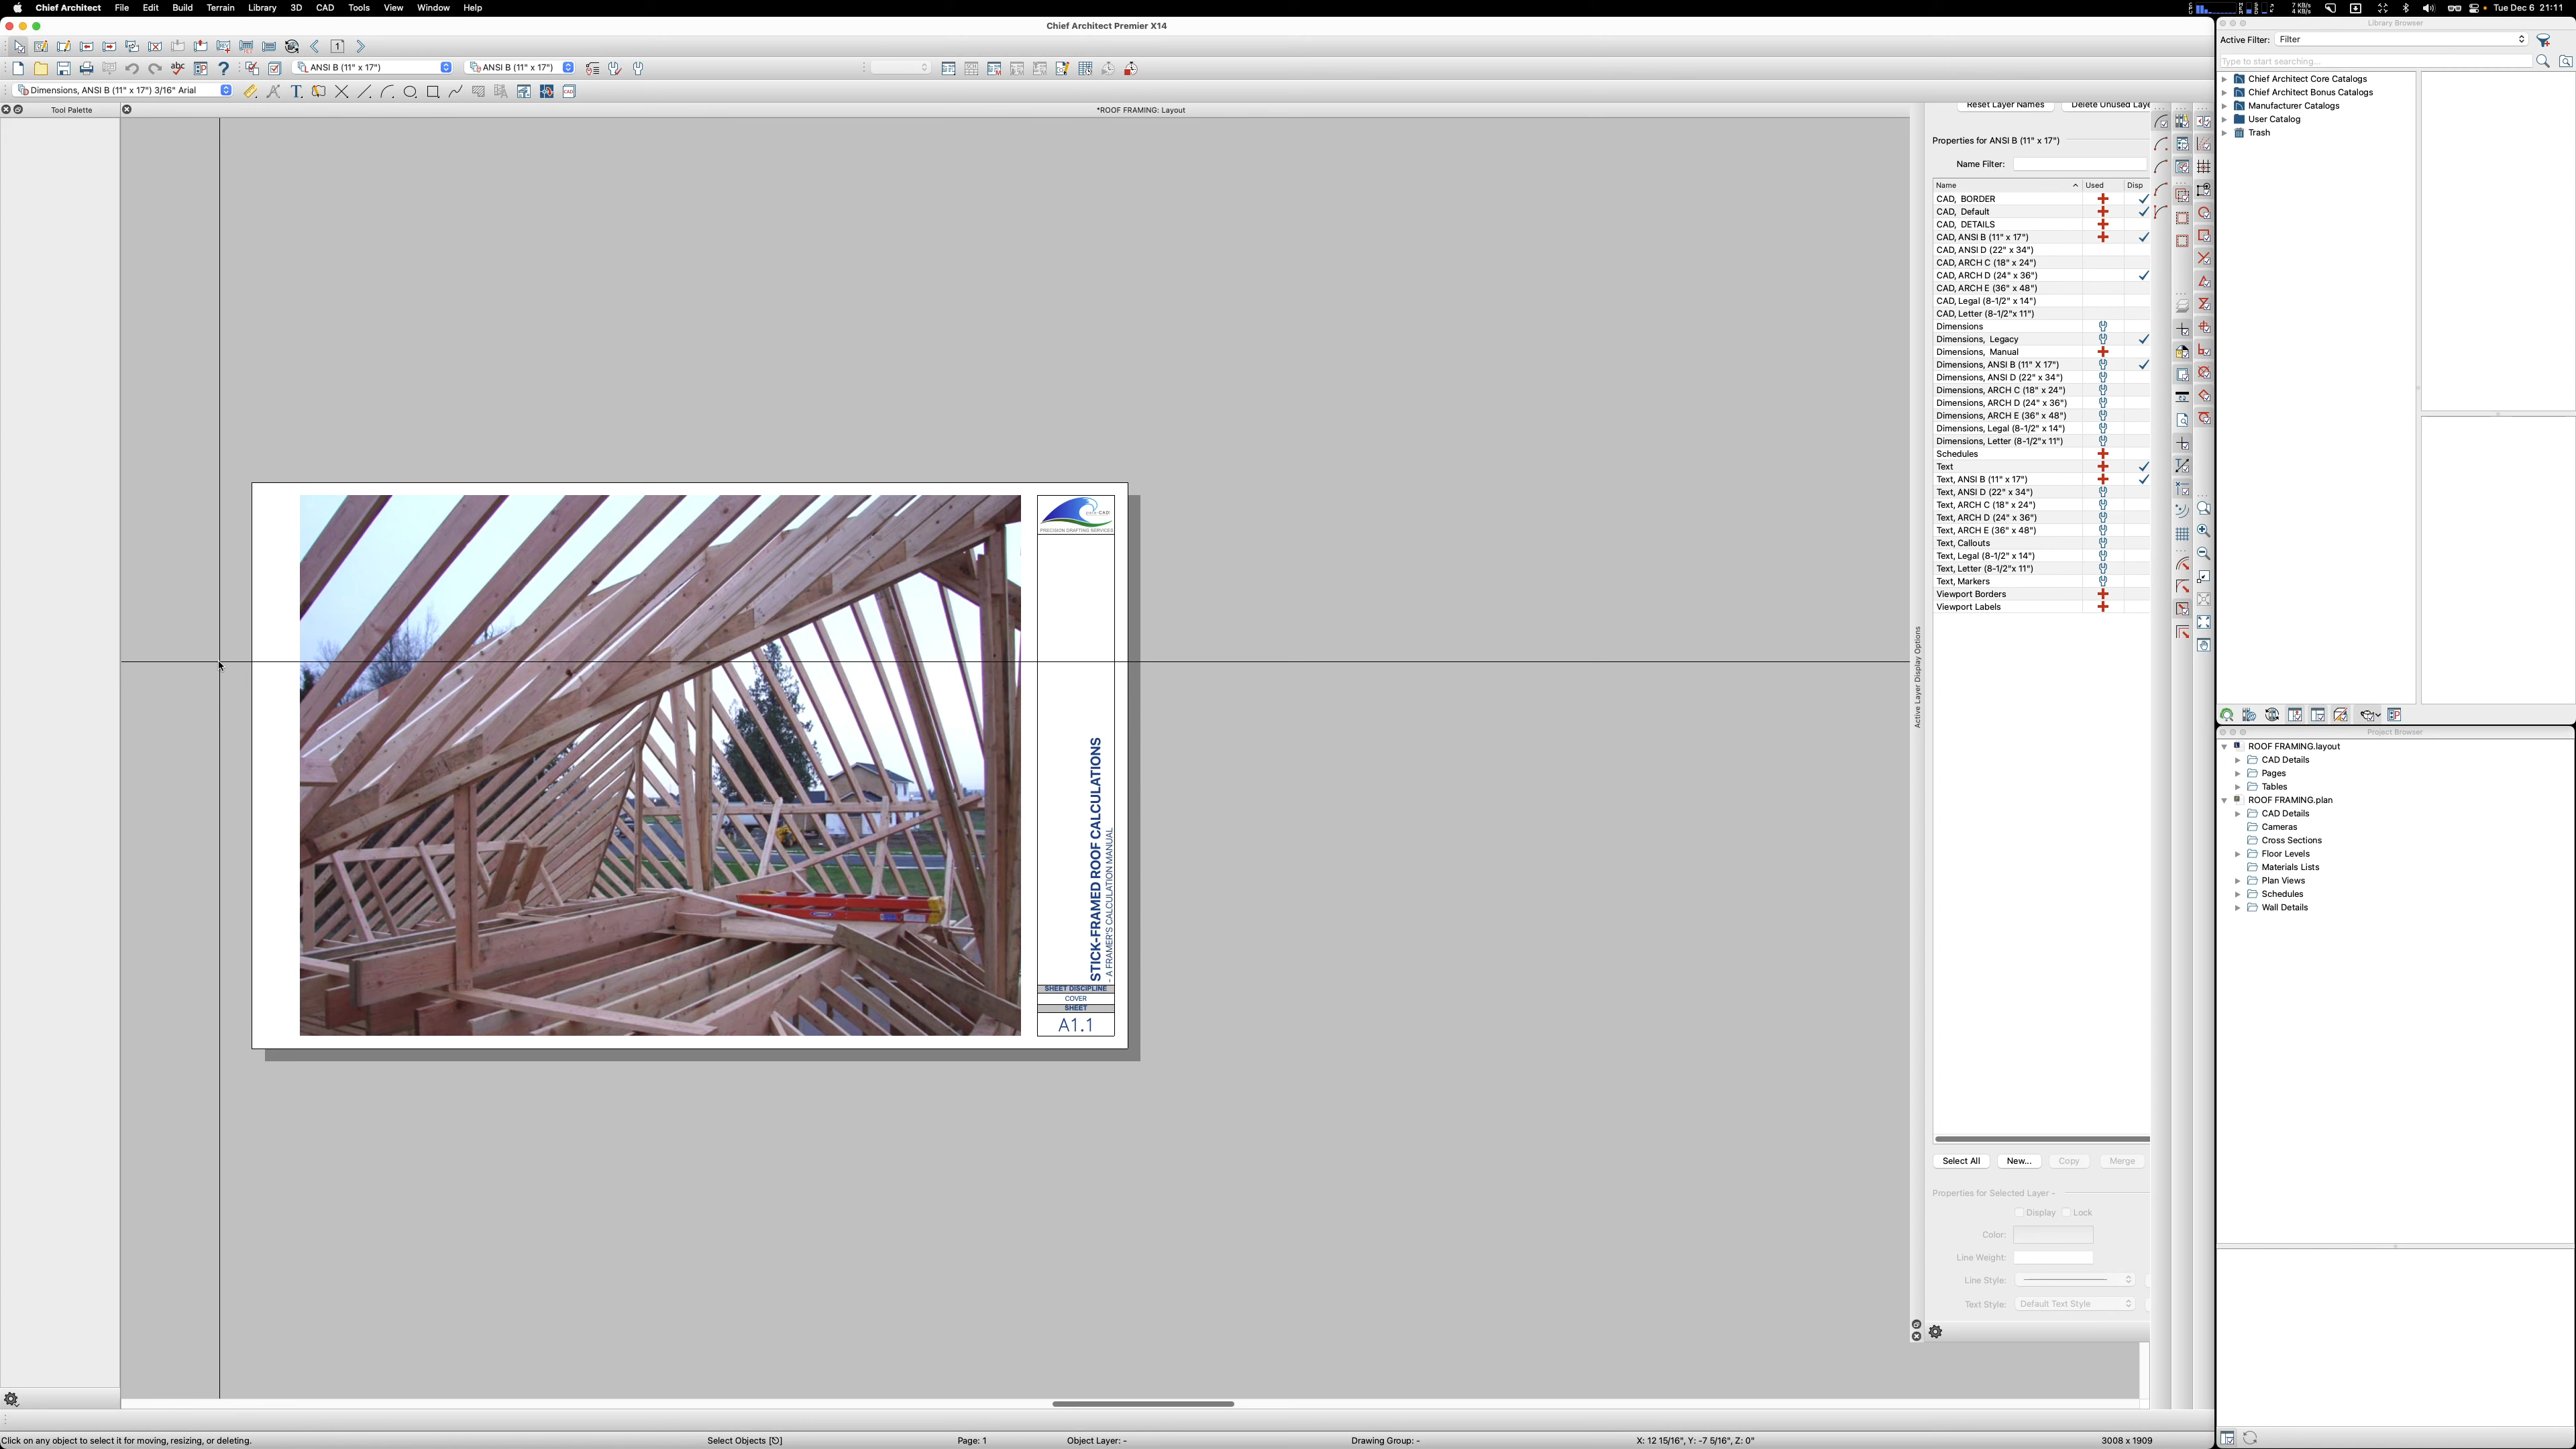 Chief Architect File Edit Build Terrain Library 3D CAD Tools View Window Help
7 KB/s
4 KB/s
Tue Dec 6 21:11
Chief Architect Premier X14
1
ANSI B (11" x 17")
ANSI B (11" x 17")
Dimensions, ANSI B (11" x 17") 3/16" Arial
Tool Palette
*ROOF FRAMING: Layout
Reset Layer Names Delete Unused Laye
Properties for ANSI B (11" x 17")
Name Filter:
Name Used Disp
CAD, BORDER
CAD, Default
CAD, DETAILS
CAD, ANSI B (11" x 17")
CAD, ANSI D (22" x 34")
CAD, ARCH C (18" x 24")
CAD, ARCH D (24" x 36")
CAD, ARCH E (36" x 48")
CAD, Legal (8-1/2" x 14")
CAD, Letter (8-1/2"x 11")
Dimensions
Dimensions, Legacy
Dimensions, Manual
Dimensions, ANSI B (11" X 17")
Dimensions, ANSI D (22" x 34")
Dimensions, ARCH C (18" x 24")
Dimensions, ARCH D (24" x 36")
Dimensions, ARCH E (36" x 48")
Dimensions, Legal (8-1/2" x 14")
Dimensions, Letter (8-1/2"x 11")
Schedules
Text
Text, ANSI B (11" x 17")
Text, ANSI D (22" x 34")
Text, ARCH C (18" x 24")
Text, ARCH D (24" x 36")
Text, ARCH E (36" x 48")
Text, Callouts
Text, Legal (8-1/2" x 14")
Text, Letter (8-1/2"x 11")
Text, Markers
Viewport Borders
Viewport Labels
Active Layer Display Options
Select All New... Copy Merge
Properties for Selected Layer -
Display Lock
Color:
Line Weight:
Line Style:
Text Style: Default Text Style
PRECISION DRAFTING SERVICES
STICK-FRAMED ROOF CALCULATIONS
- A FRAMER'S CALCULATION MANUAL
SHEET DISCIPLINE
COVER
SHEET
A1.1
Library Browser
Active Filter: Filter
Type to start searching...
Chief Architect Core Catalogs
Chief Architect Bonus Catalogs
Manufacturer Catalogs
User Catalog
Trash
Project Browser
ROOF FRAMING.layout
CAD Details
Pages
Tables
ROOF FRAMING.plan
CAD Details
Cameras
Cross Sections
Floor Levels
Materials Lists
Plan Views
Schedules
Wall Details
Click on any object to select it for moving, resizing, or deleting.
Select Objects
Page: 1
Object Layer: -
Drawing Group: -
X: 12 15/16", Y: -7 5/16", Z: 0"
3008 x 1909